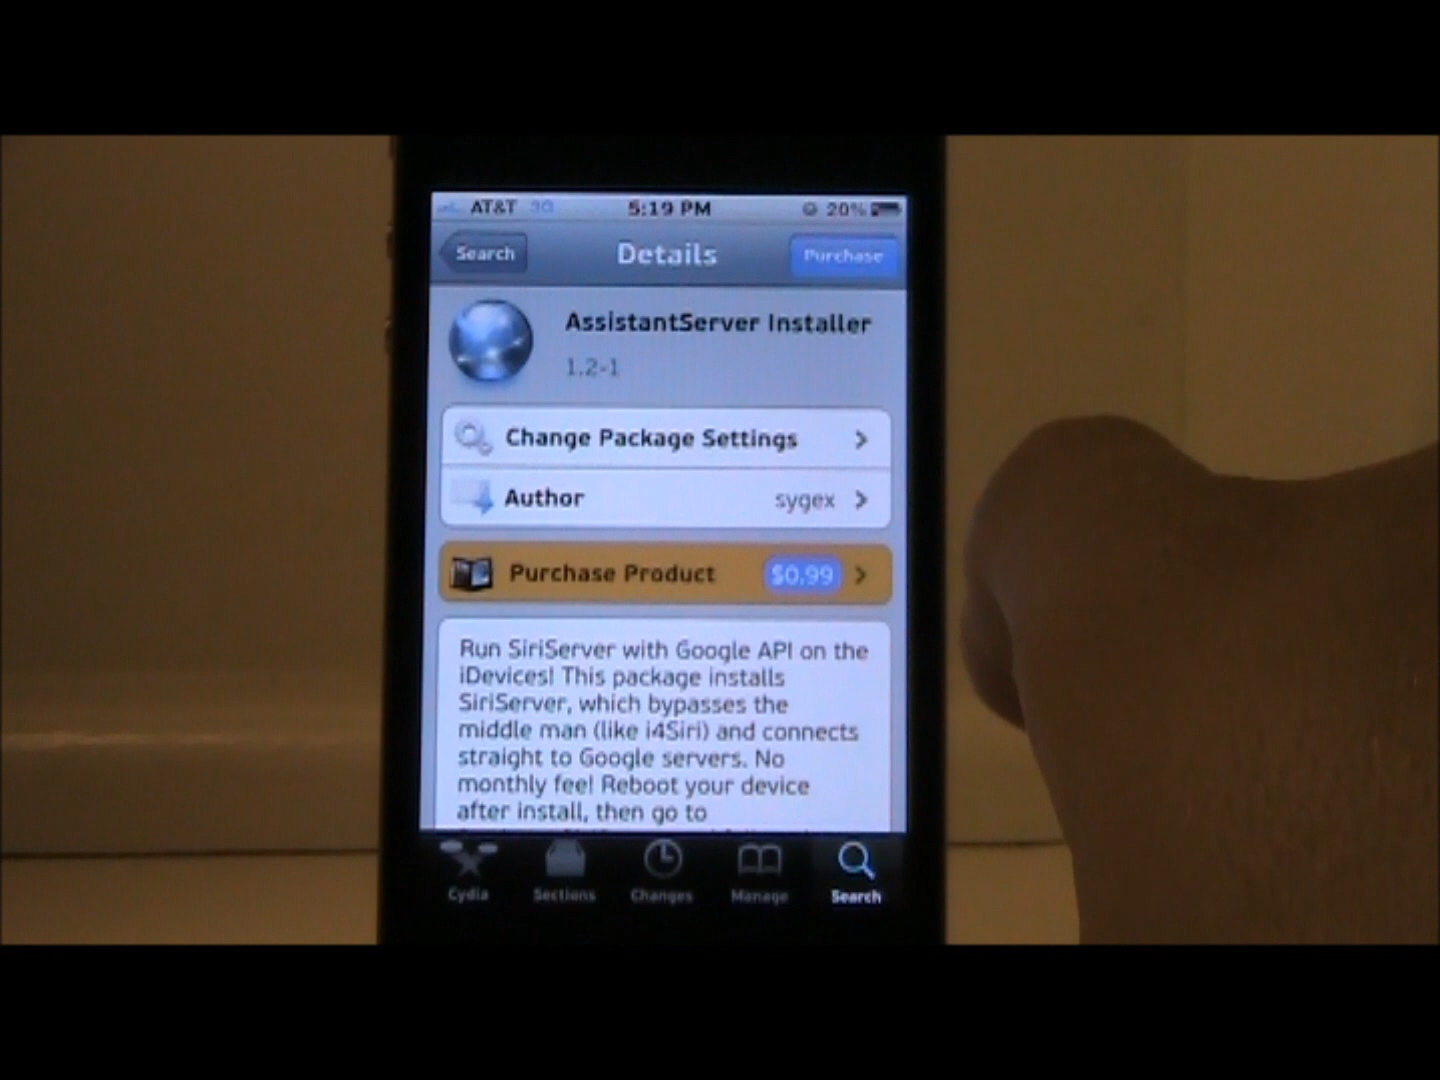 AT&T 3G 5:19 PM 20%
Search Details Purchase
AssistantServer Installer
1.2-1
Change Package Settings
Author sygex
Purchase Product $0.99
Run SiriServer with Google API on the
iDevices! This package installs
SiriServer, which bypasses the
middle man (like i4Siri) and connects
straight to Google servers. No
monthly fee! Reboot your device
after install, then go to
Cydia Sections Changes Manage Search